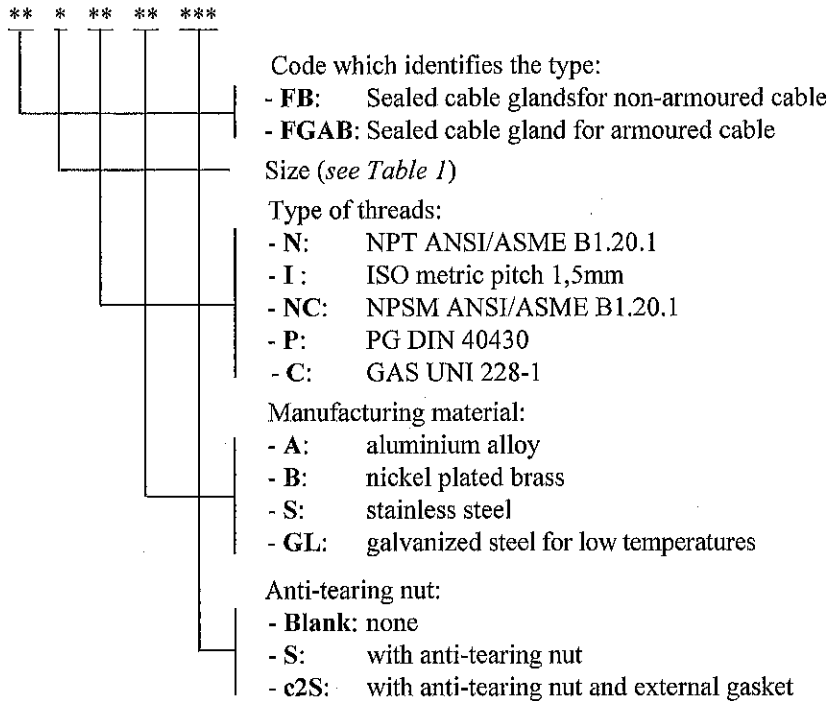 ** * ** ** ***
Code which identifies the type:
- FB: Sealed cable glandsfor non-armoured cable
- FGAB: Sealed cable gland for armoured cable
Size (see Table 1)
Type of threads:
- N: NPT ANSI/ASME B1.20.1
- I : ISO metric pitch 1,5mm
- NC: NPSM ANSI/ASME B1.20.1
- P: PG DIN 40430
- C: GAS UNI 228-1
Manufacturing material:
- A: aluminium alloy
- B: nickel plated brass
- S: stainless steel
- GL: galvanized steel for low temperatures
Anti-tearing nut:
- Blank: none
- S: with anti-tearing nut
- c2S: with anti-tearing nut and external gasket